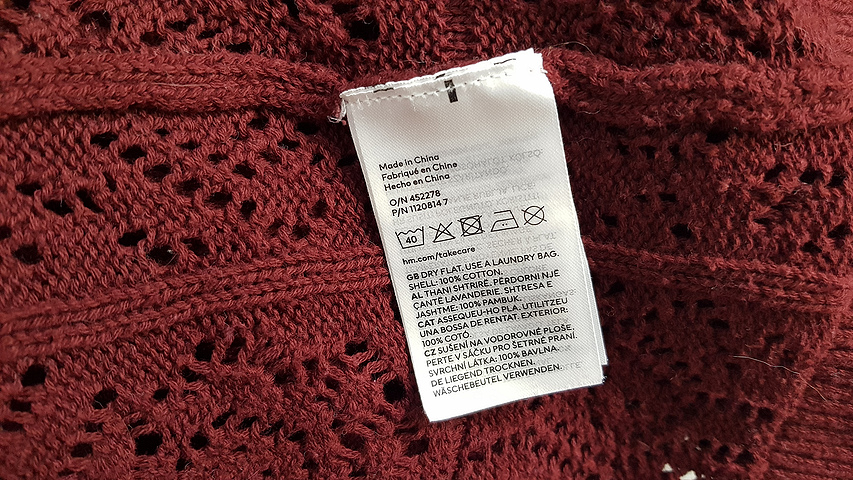 Made in China
Fabriqué en Chine
Hecho en China
O/N 452278
P/N 1120814 7
40
hm.com/takecare
GB DRY FLAT. USE A LAUNDRY BAG.
SHELL: 100% COTTON.
AL THANI SHTRIRË. PËRDORNI NJË
ÇANTË LAVANDERIE. SHTRESA E
JASHTME: 100% PAMBUK.
CAT ASSEQUEU-HO PLA. UTILITZEU
UNA BOSSA DE RENTAT. EXTERIOR:
100% COTÓ.
CZ SUŠENÍ NA VODOROVNÉ PLOŠE.
PERTE V SÁČKU PRO ŠETRNÉ PRANÍ.
SVRCHNÍ LÁTKA: 100% BAVLNA.
DE LIEGEND TROCKNEN.
WÄSCHEBEUTEL VERWENDEN.